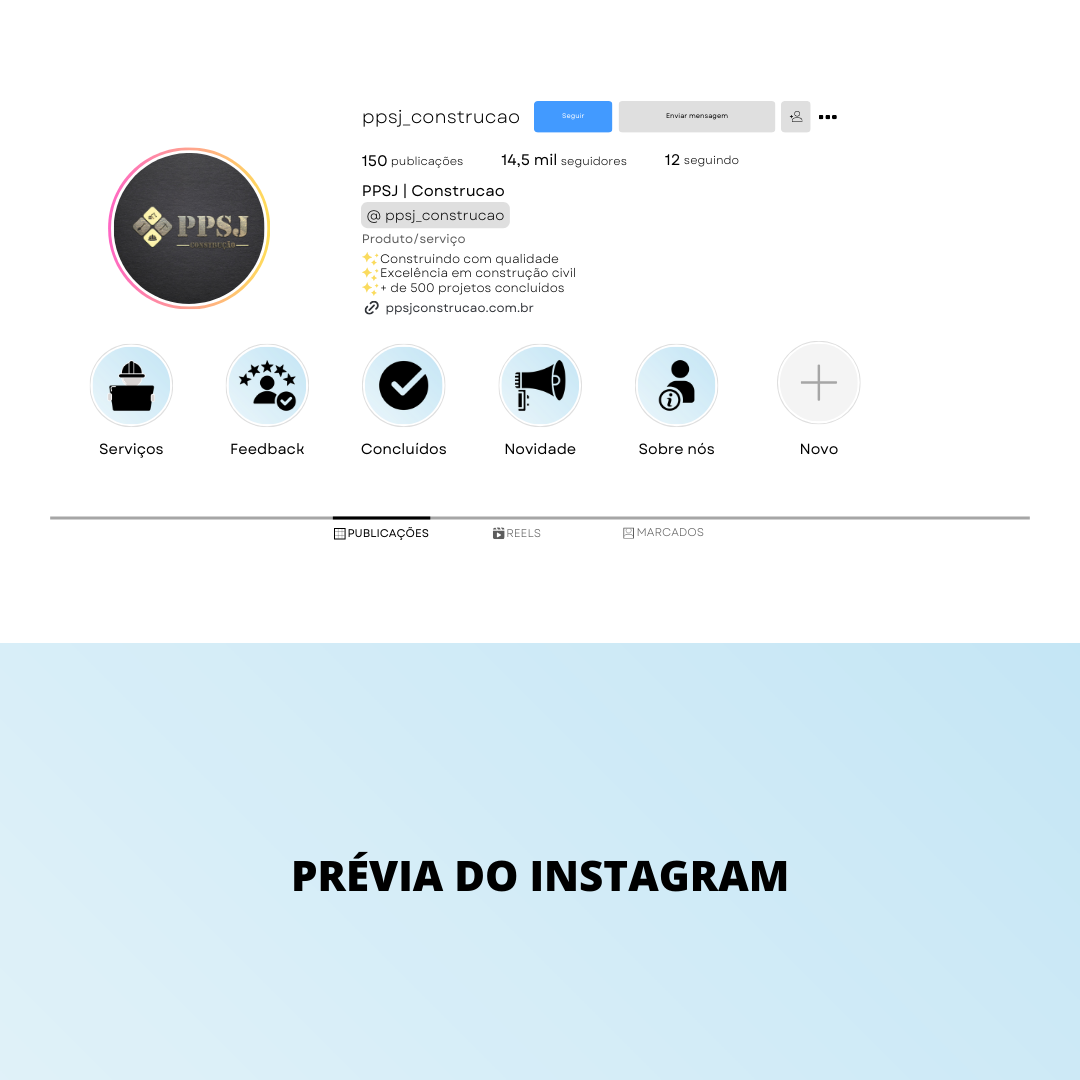 ppsj_construcao Seguir Enviar mensagem
150 publicações 14,5 mil seguidores 12 seguindo
PPSJ | Construcao
@ ppsj_construcao
Produto/serviço
✨Construindo com qualidade
✨Excelência em construção civil
✨+ de 500 projetos concluidos
ppsjconstrucao.com.br
PPSJ
CONSTRUÇÃO
Serviços Feedback Concluídos Novidade Sobre nós Novo
PUBLICAÇÕES REELS MARCADOS
PRÉVIA DO INSTAGRAM